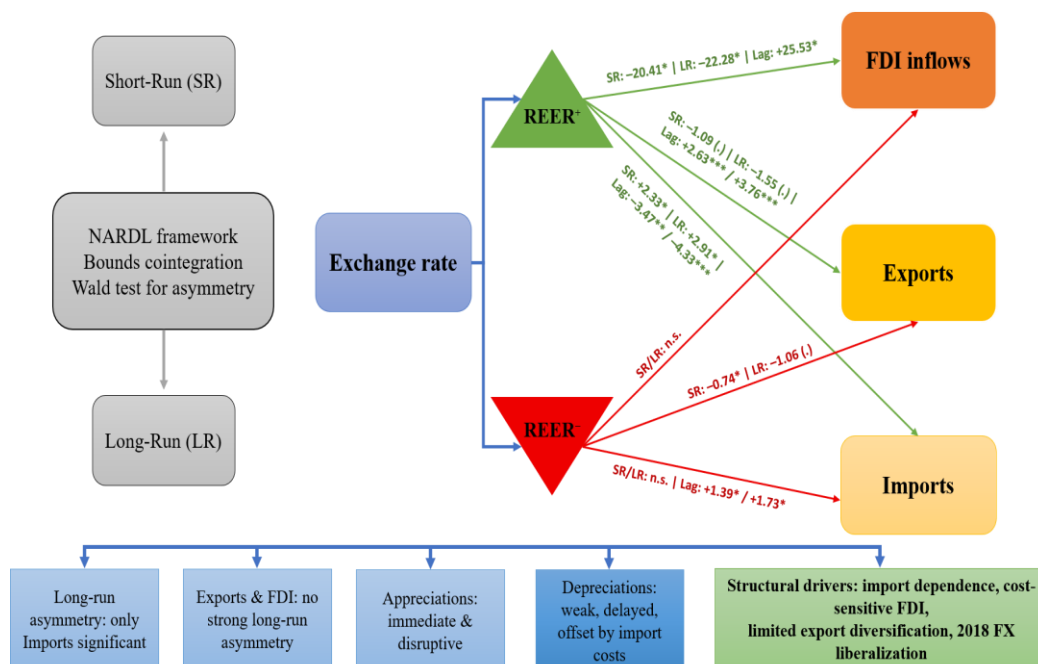 Short-Run (SR)
NARDL framework
Bounds cointegration
Wald test for asymmetry
Long-Run (LR)
Exchange rate
REER⁺
REER⁻
SR: –20.41* | LR: –22.28* | Lag: +25.53*
SR: –1.09 (.) | LR: –1.55 (.) |
Lag: +2.63*** / +3.76***
SR: +2.33* | LR: +2.91* |
Lag: –3.47** / –4.33***
SR/LR: n.s.
SR: –0.74* | LR: –1.06 (.)
SR/LR: n.s. | Lag: +1.39* / +1.73*
FDI inflows
Exports
Imports
Long-run
asymmetry: only
Imports significant
Exports & FDI: no
strong long-run
asymmetry
Appreciations:
immediate &
disruptive
Depreciations:
weak, delayed,
offset by import
costs
Structural drivers: import dependence, cost-
sensitive FDI,
limited export diversification, 2018 FX
liberalization